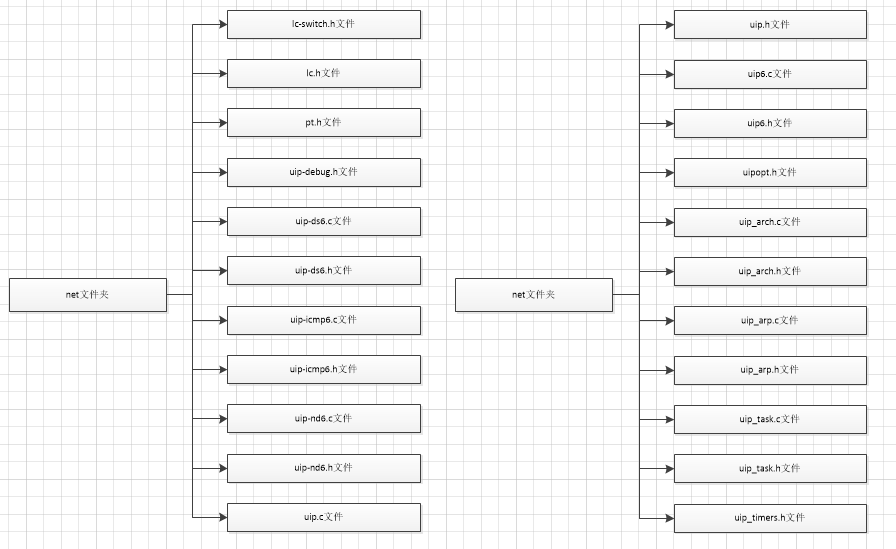 net文件夹
lc-switch.h文件
lc.h文件
pt.h文件
uip-debug.h文件
uip-ds6.c文件
uip-ds6.h文件
uip-icmp6.c文件
uip-icmp6.h文件
uip-nd6.c文件
uip-nd6.h文件
uip.c文件
net文件夹
uip.h文件
uip6.c文件
uip6.h文件
uipopt.h文件
uip_arch.c文件
uip_arch.h文件
uip_arp.c文件
uip_arp.h文件
uip_task.c文件
uip_task.h文件
uip_timers.h文件